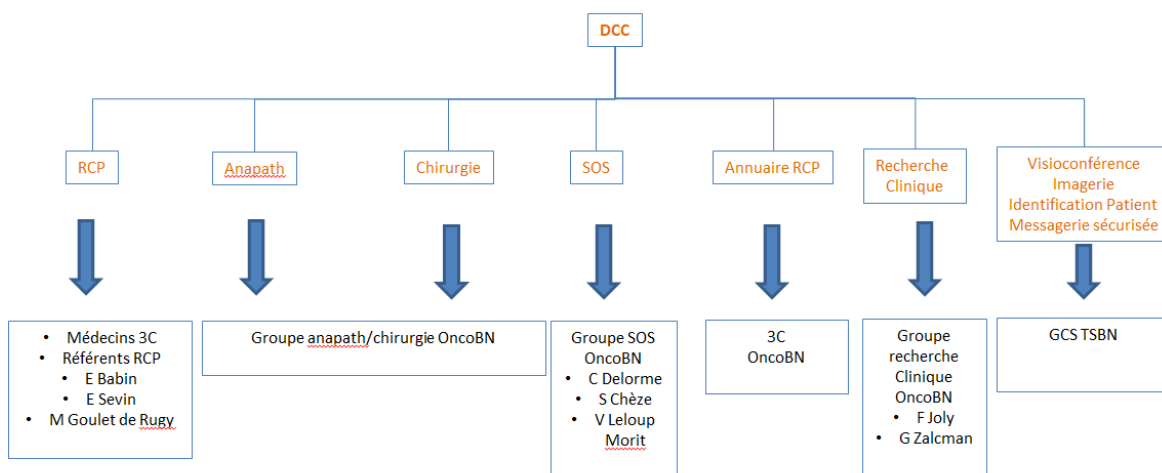 DCC
RCP
Anapath
Chirurgie
SOS
Annuaire RCP
Recherche
Clinique
Visioconférence
Imagerie
Identification Patient
Messagerie sécurisée
• Médecins 3C
• Référents RCP
• E Babin
• E Sevin
• M Goulet de Rugy
Groupe anapath/chirurgie OncoBN
Groupe SOS
OncoBN
• C Delorme
• S Chèze
• V Leloup
Morit
3C
OncoBN
Groupe
recherche
Clinique
OncoBN
• F Joly
• G Zalcman
GCS TSBN